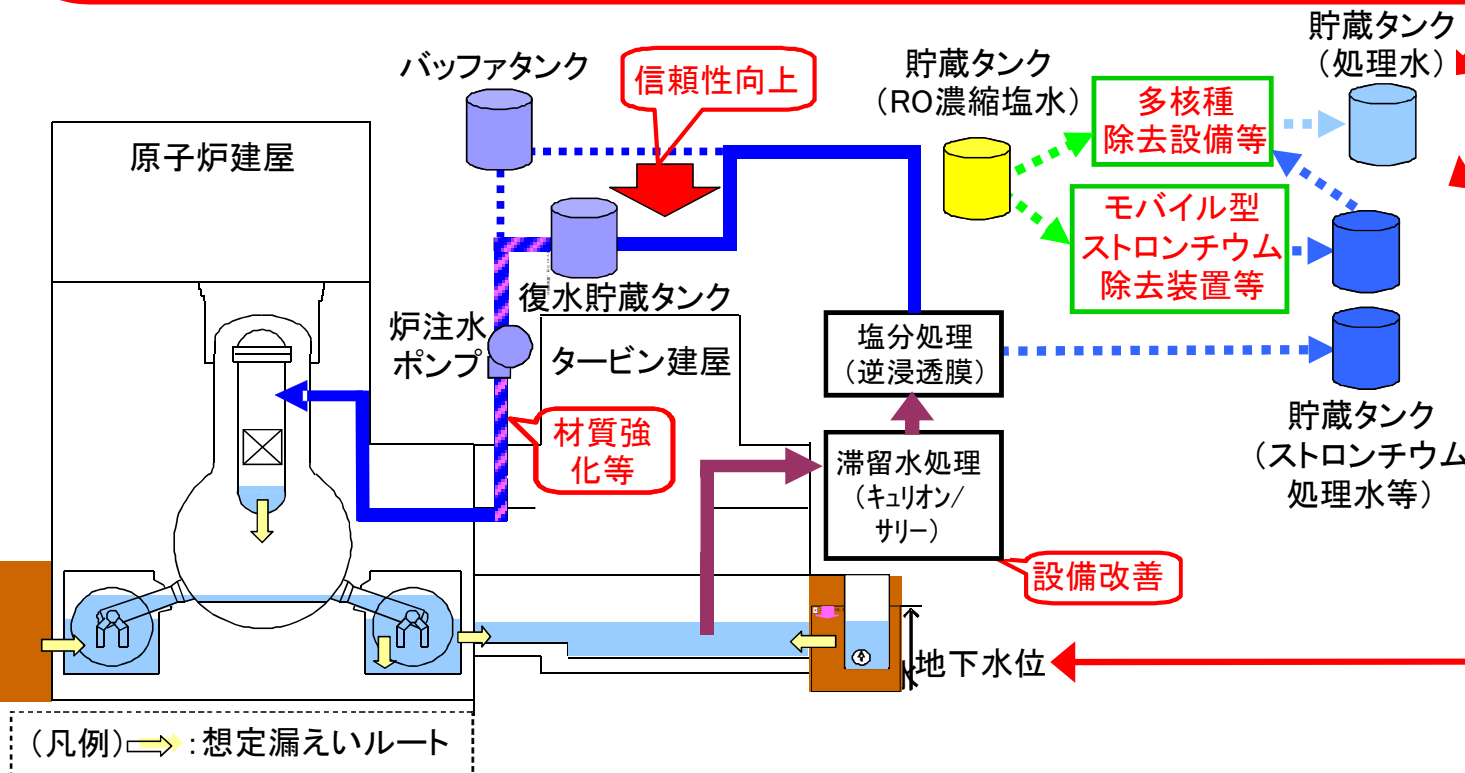 貯蔵タンク
（処理水）
バッファタンク
信頼性向上
貯蔵タンク
（RO濃縮塩水）
多核種
除去設備等
原子炉建屋
モバイル型
ストロンチウム
除去装置等
復水貯蔵タンク
炉注水
ポンプ
タービン建屋
塩分処理
（逆浸透膜）
材質強
化等
滞留水処理
（キュリオン/
サリー）
貯蔵タンク
（ストロンチウム
処理水等）
設備改善
地下水位
（凡例） ：想定漏えいルート